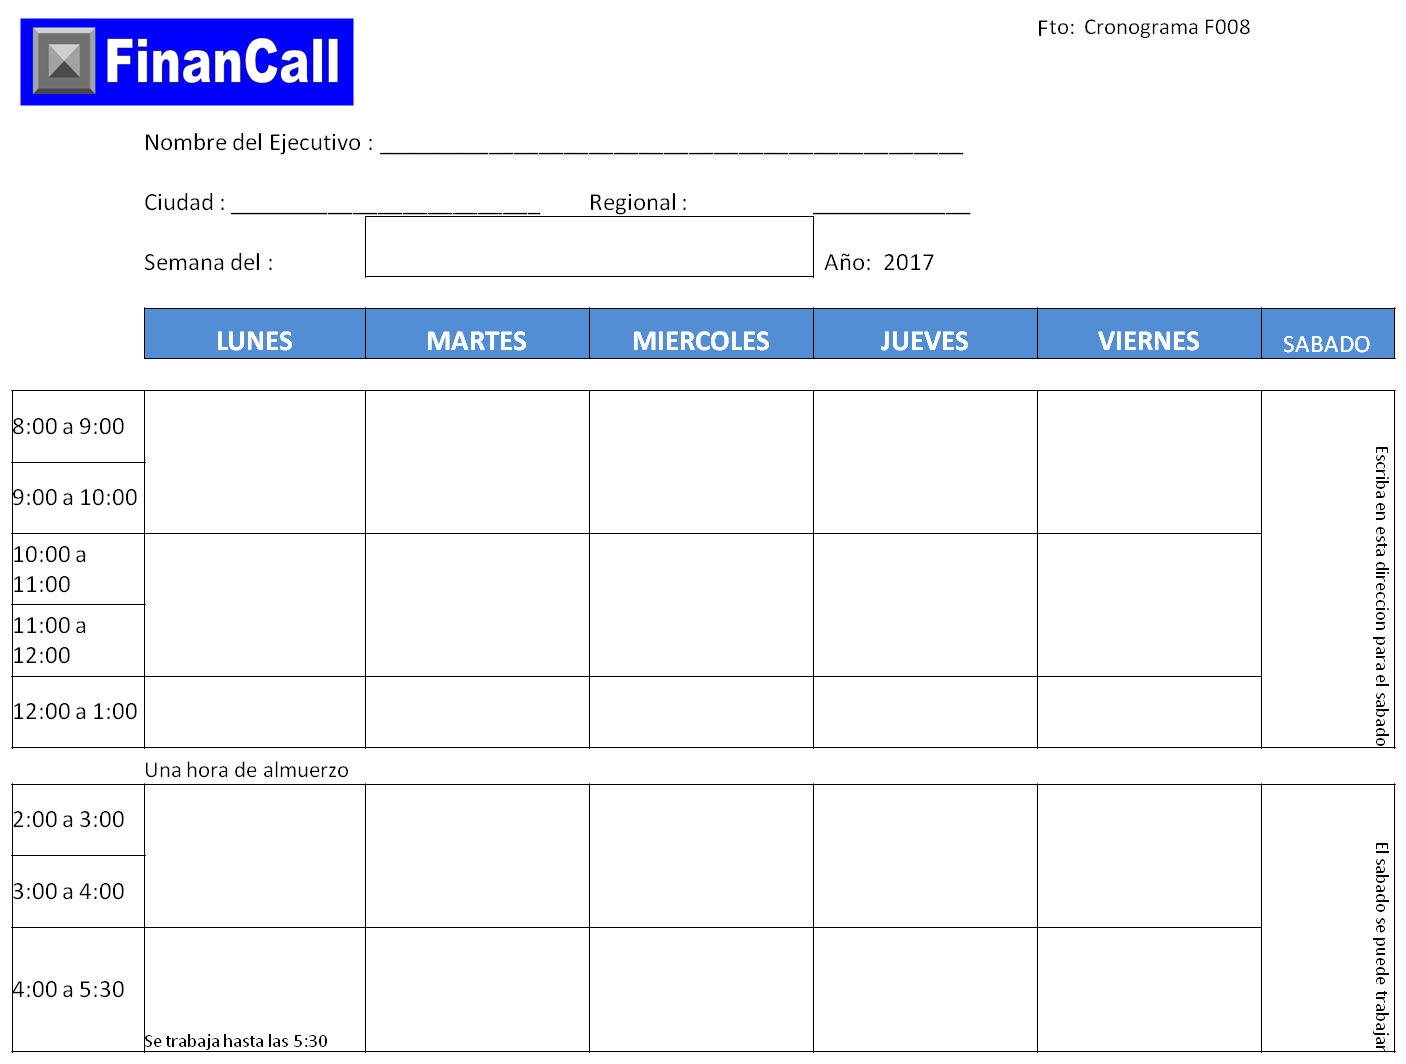 FinanCall
Fto: Cronograma F008
Nombre del Ejecutivo : ______________________________
Ciudad : ____________________ Regional : __________
Semana del : Año: 2017
LUNES MARTES MIERCOLES JUEVES VIERNES SABADO
8:00 a 9:00
9:00 a 10:00
10:00 a
11:00
11:00 a
12:00
12:00 a 1:00
Escriba en esta direccion para el sabado
Una hora de almuerzo
2:00 a 3:00
3:00 a 4:00
4:00 a 5:30
Se trabaja hasta las 5:30
El sabado se puede trabajar